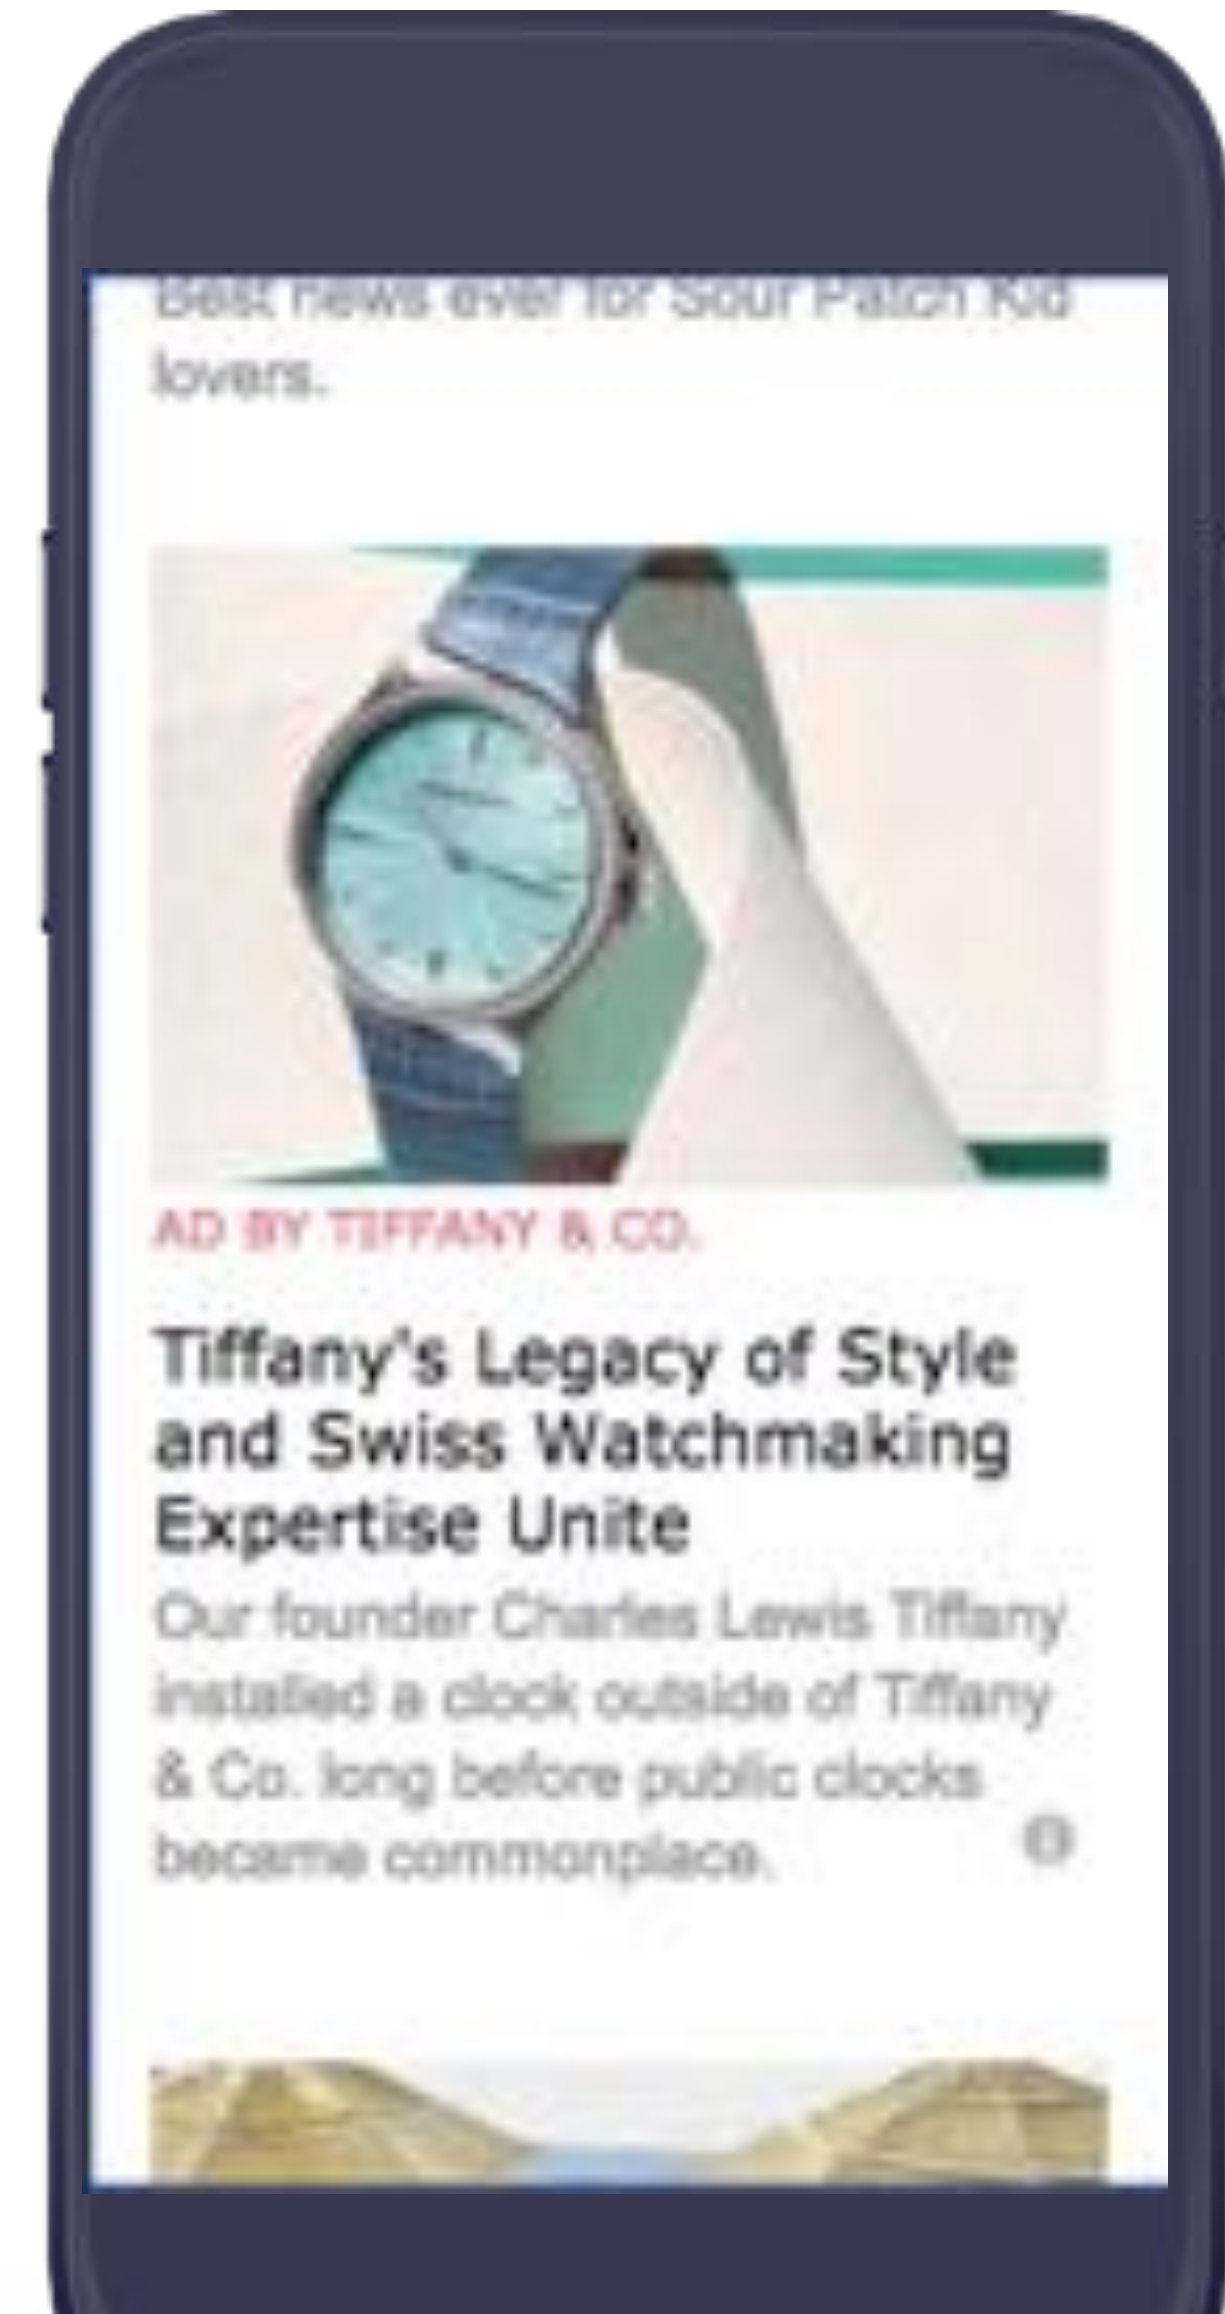 Best news ever for Sour Patch Kid
lovers.
AD BY TIFFANY & CO.
Tiffany's Legacy of Style
and Swiss Watchmaking
Expertise Unite
Our founder Charles Lewis Tiffany
installed a clock outside of Tiffany
& Co. long before public clocks
became commonplace.